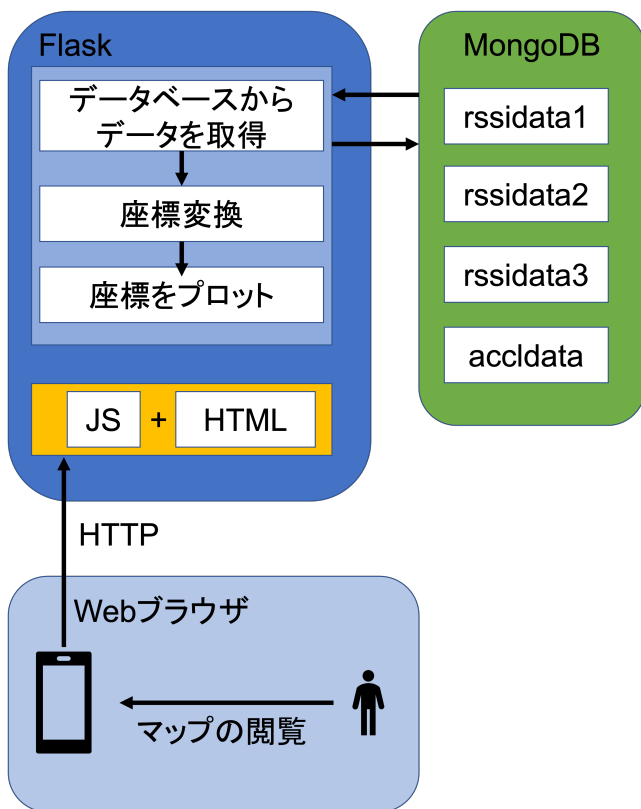 Flask
データベースから
データを取得
座標変換
座標をプロット
JS + HTML
MongoDB
rssidata1
rssidata2
rssidata3
accldata
HTTP
Webブラウザ
マップの閲覧